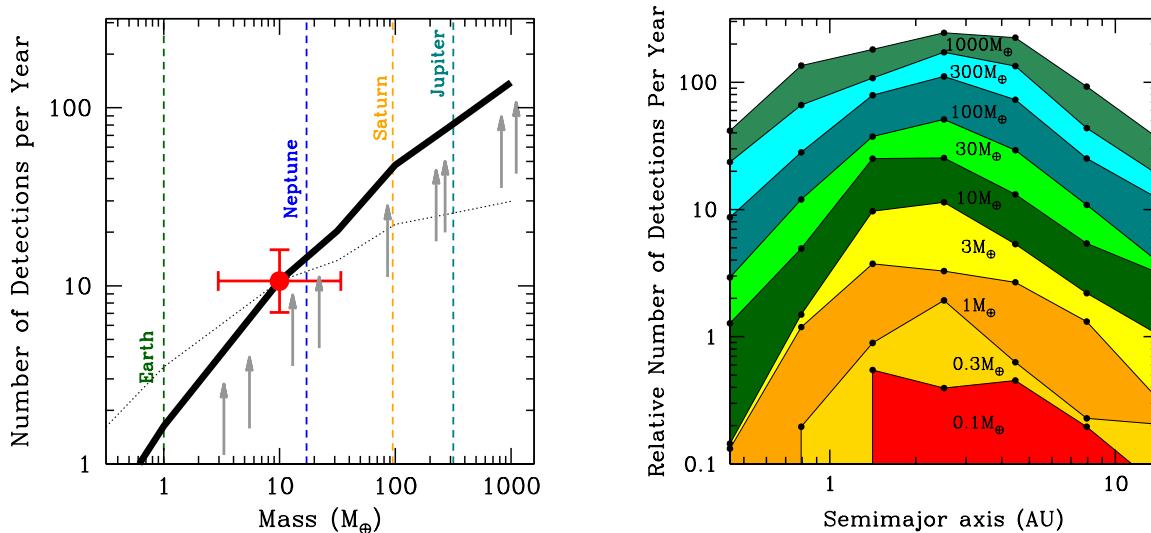 Number of Detections per Year
100
10
1
Earth
Neptune
Saturn
Jupiter
1
10
100
1000
Mass (M⊕)
Relative Number of Detections Per Year
100
10
1
0.1
1000M⊕
300M⊕
100M⊕
30M⊕
10M⊕
3M⊕
1M⊕
0.3M⊕
0.1M⊕
1
10
Semimajor axis (AU)